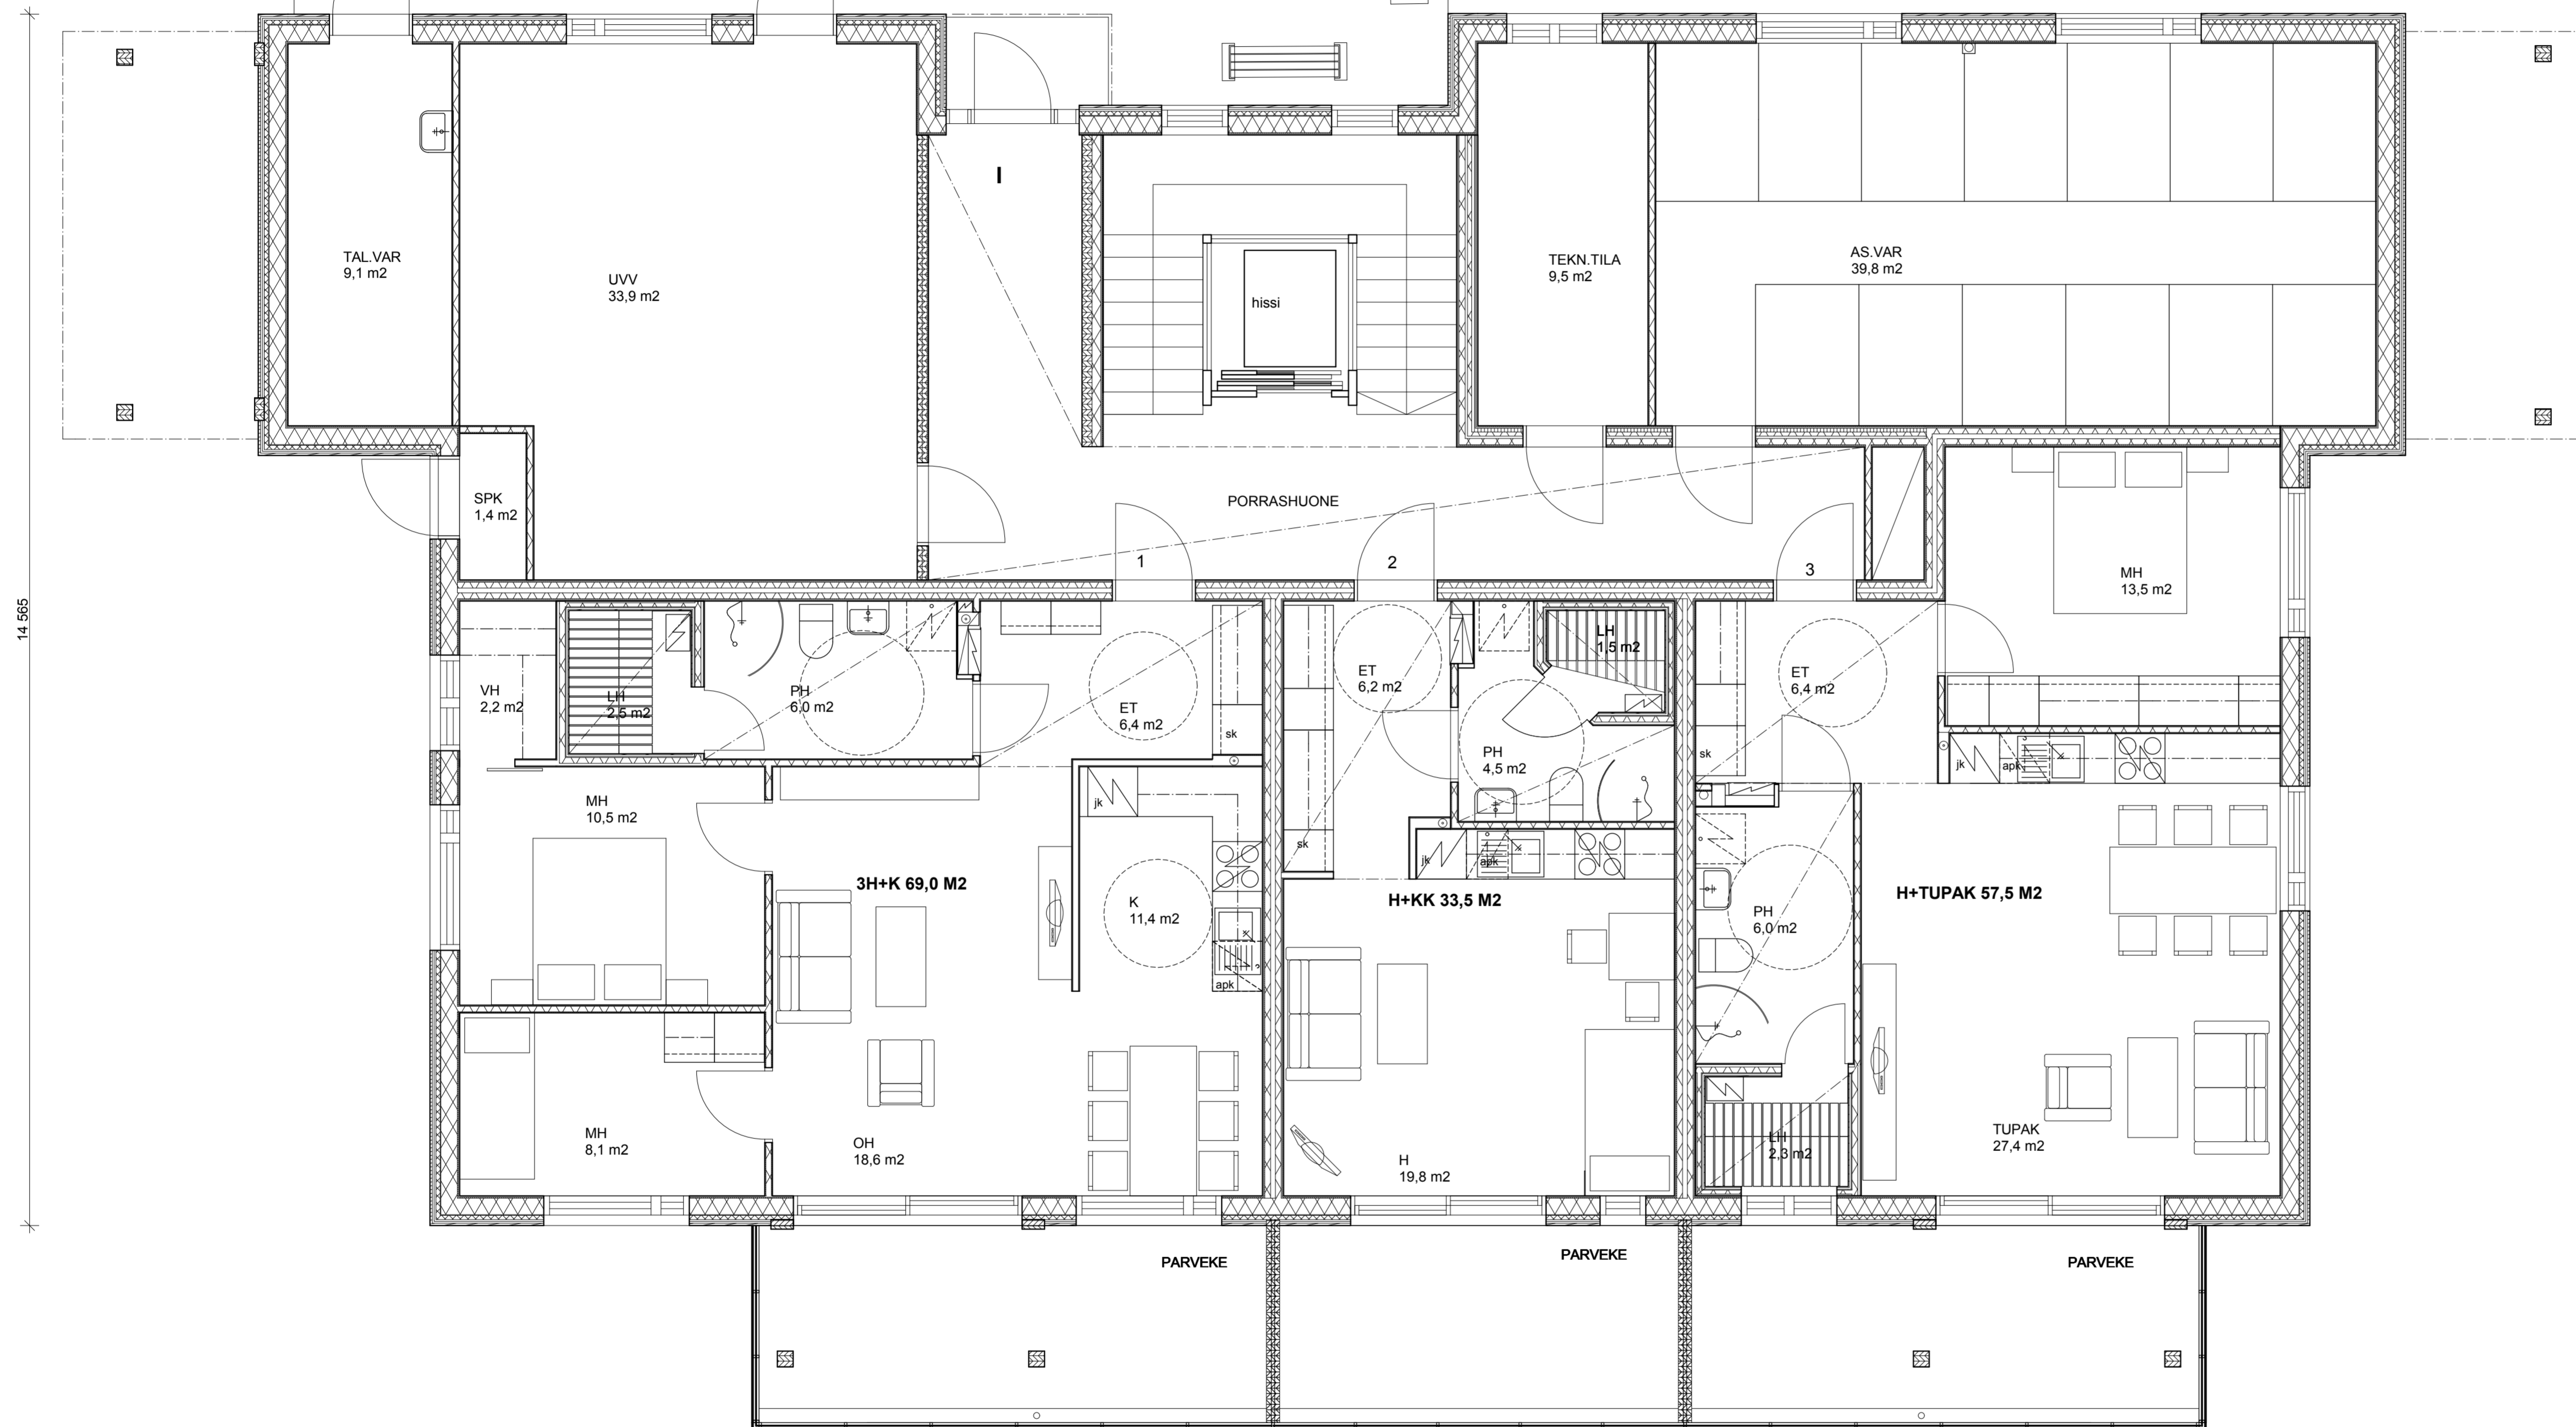 I
TAL.VAR
9,1 m2
UVV
33,9 m2
hissi
TEKN.TILA
9,5 m2
AS.VAR
39,8 m2
SPK
1,4 m2
PORRASHUONE
1
2
3
MH
13,5 m2
14 565
VH
2,2 m2
LH
2,5 m2
PH
6,0 m2
ET
6,4 m2
sk
ET
6,2 m2
LH
1,5 m2
PH
4,5 m2
ET
6,4 m2
sk
jk
apk
MH
10,5 m2
jk
sk
jk
apk
3H+K 69,0 M2
K
11,4 m2
apk
H+KK 33,5 M2
PH
6,0 m2
H+TUPAK 57,5 M2
MH
8,1 m2
OH
18,6 m2
H
19,8 m2
LH
2,3 m2
TUPAK
27,4 m2
PARVEKE
PARVEKE
PARVEKE